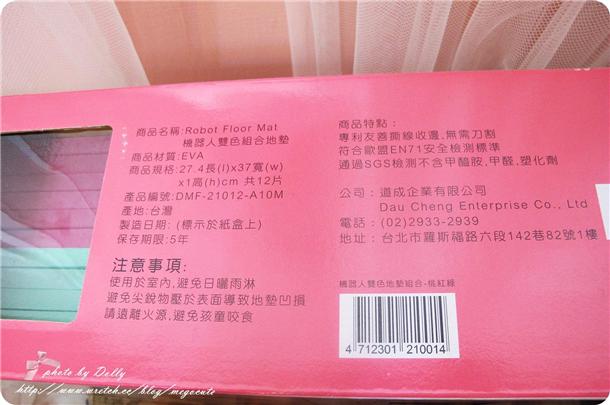 商品名稱:Robot Floor Mat
機器人雙色組合地墊
商品材質:EVA
商品規格:27.4長(l)x37寬(w)
x1高(h)cm 共12片
產品編號:DMF-21012-A10M
產地:台灣
製造日期: (標示於紙盒上)
保存期限:5年
注意事項:
使用於室內,避免日曬雨淋
避免尖銳物壓於表面導致地墊凹損
請遠離火源,避免孩童咬食
商品特點:
專利友善撕線收邊,無需刀割
符合歐盟EN71安全檢測標準
通過SGS檢測不含甲醯胺,甲醛,塑化劑
公司:道成企業有限公司
Dau Cheng Enterprise Co., Ltd
電話:(02)2933-2939
地址:台北市羅斯福路六段142巷82號1樓
機器人雙色地墊組合-桃紅綠
4 712301 210014
photo by Dolly
http://www.wretch.cc/blog/megacute